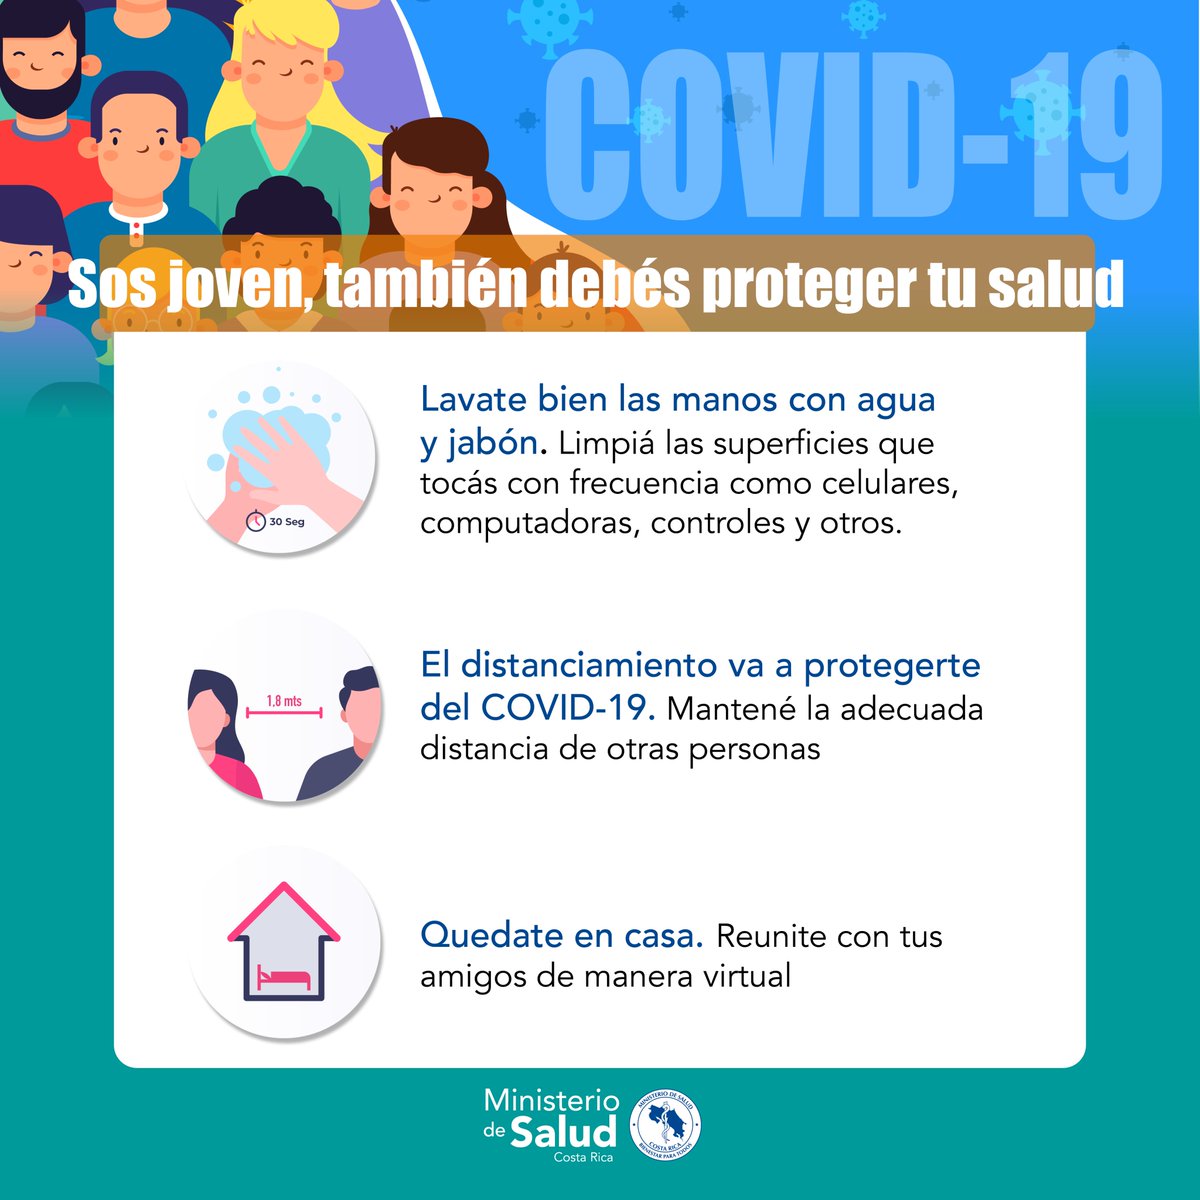 COVID-19
Sos joven, también debés proteger tu salud
Lavate bien las manos con agua
y jabón. Limpiá las superficies que
tocás con frecuencia como celulares,
computadoras, controles y otros.
30 Seg
El distanciamiento va a protegerte
del COVID-19. Mantené la adecuada
distancia de otras personas
1,8 mts
Quedate en casa. Reunite con tus
amigos de manera virtual
Ministerio
de Salud
Costa Rica
MINISTERIO DE SALUD
COSTA RICA
BIENESTAR PARA TODOS